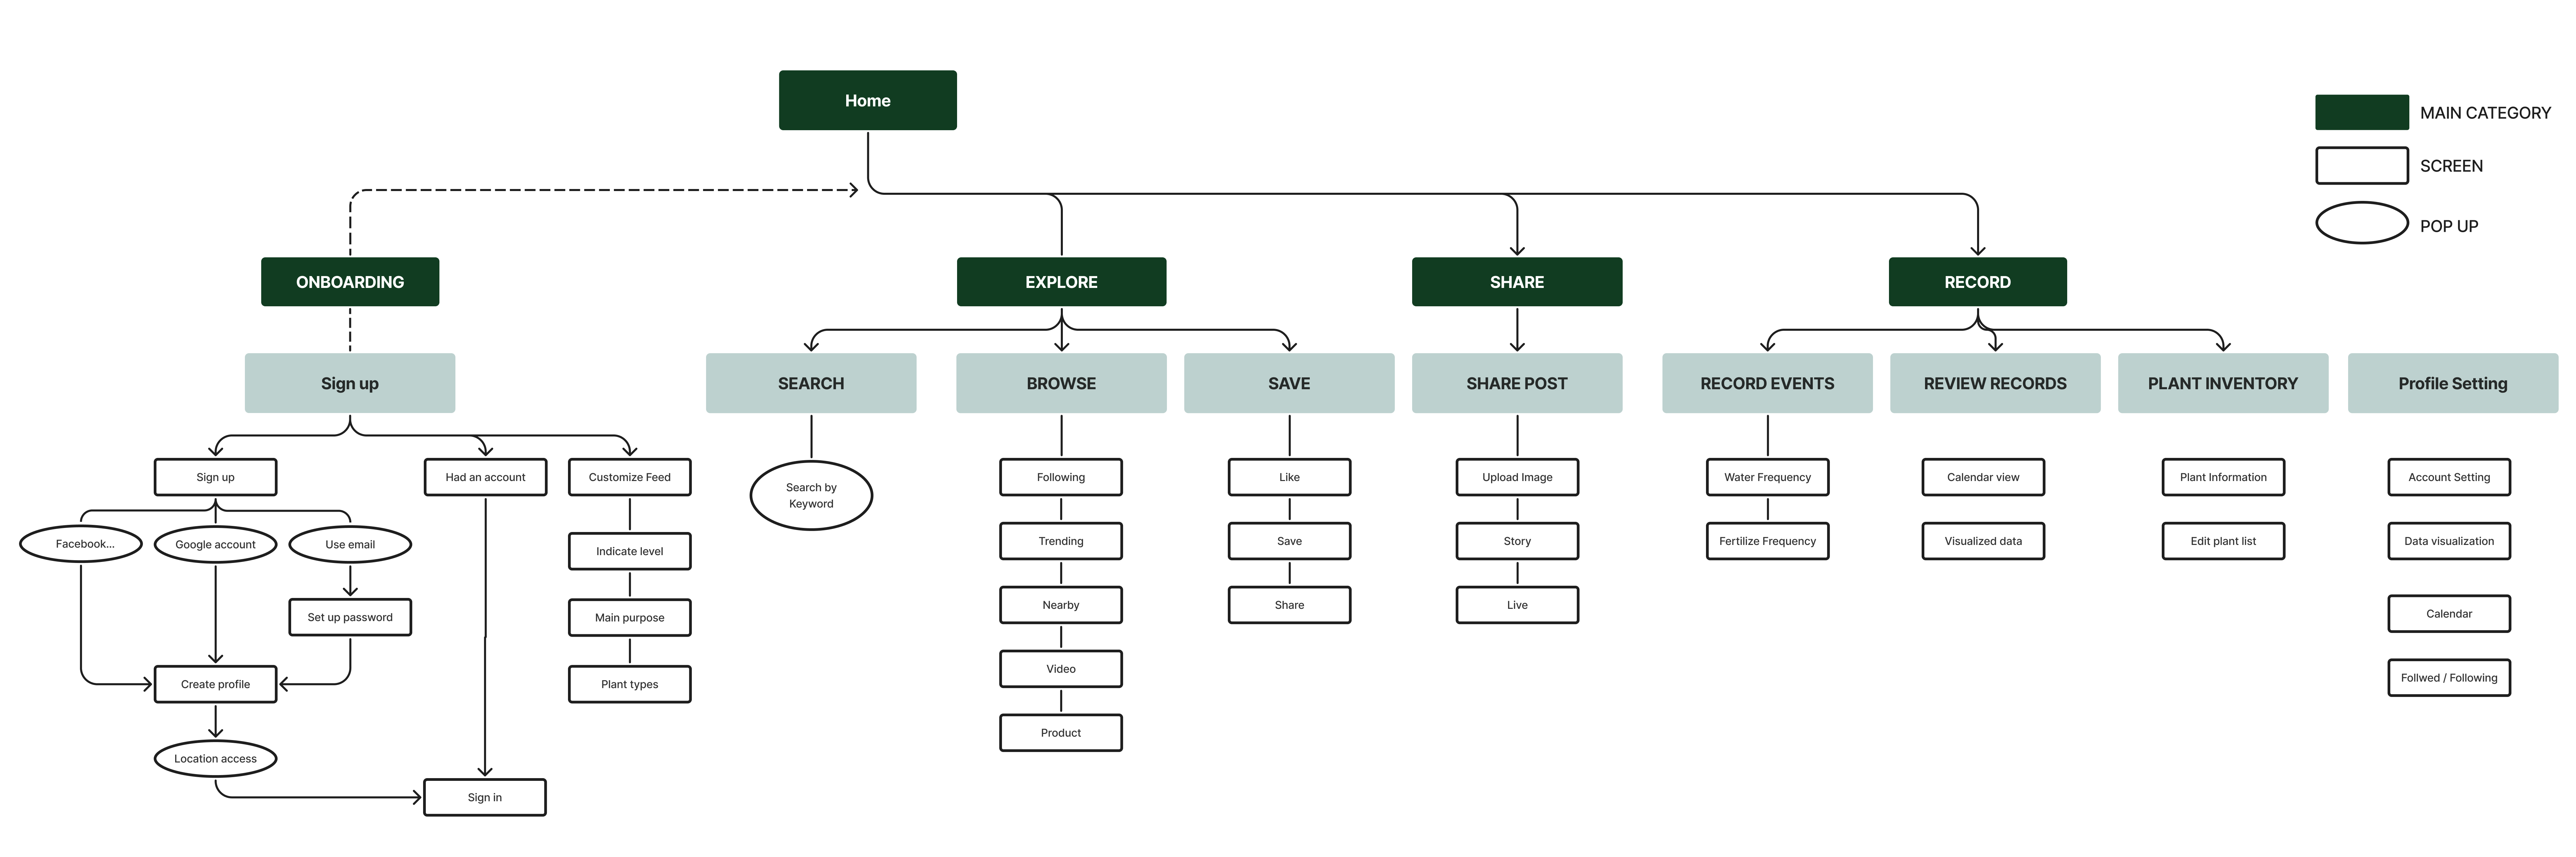 Home
MAIN CATEGORY
SCREEN
POP UP
ONBOARDING
EXPLORE
SHARE
RECORD
Sign up
SEARCH
BROWSE
SAVE
SHARE POST
RECORD EVENTS
REVIEW RECORDS
PLANT INVENTORY
Profile Setting
Sign up
Had an account
Customize Feed
Facebook...
Google account
Use email
Indicate level
Set up password
Main purpose
Create profile
Plant types
Location access
Sign in
Search by
Keyword
Following
Trending
Nearby
Video
Product
Like
Save
Share
Upload Image
Story
Live
Water Frequency
Fertilize Frequency
Calendar view
Visualized data
Plant Information
Edit plant list
Account Setting
Data visualization
Calendar
Follwed / Following